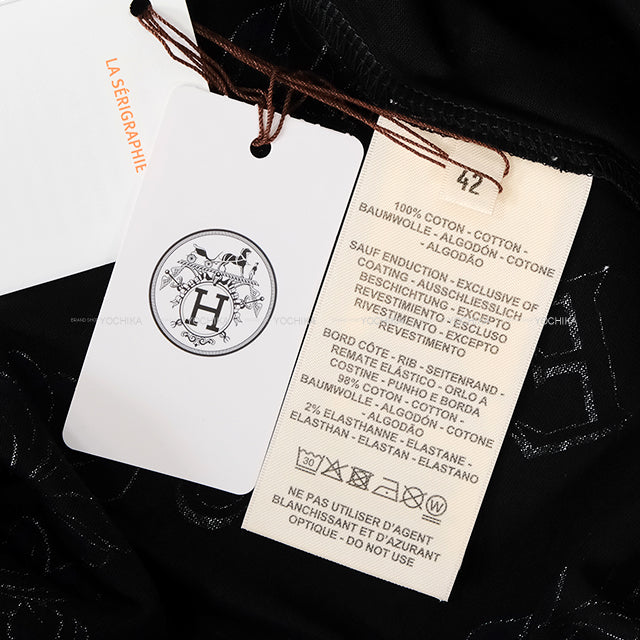 LA SÉRIGRAPHIE
H
42
100% COTON - COTTON -
BAUMWOLLE - ALGODÓN - COTONE
- ALGODÃO
SAUF ENDUCTION - EXCLUSIVE OF
COATING - AUSSCHLIESSLICH
BESCHICHTUNG - EXCEPTO
REVESTIMIENTO - ESCLUSO
RIVESTIMENTO - EXCEPTO
REVESTIMENTO
BORD CÔTE - RIB - SEITENRAND -
REMATE ELÁSTICO - ORLO A
COSTINE - PUNHO E BORDA
98% COTON - COTTON -
BAUMWOLLE - ALGODÓN - COTONE
- ALGODÃO
2% ELASTHANNE - ELASTANE -
ELASTHAN - ELASTAN - ELASTANO
30
W
NE PAS UTILISER D'AGENT
BLANCHISSANT ET D'AZURANT
OPTIQUE - DO NOT USE
BRAND SHOP YOCHIKA
YOCHIKA
YOCHIKA
H